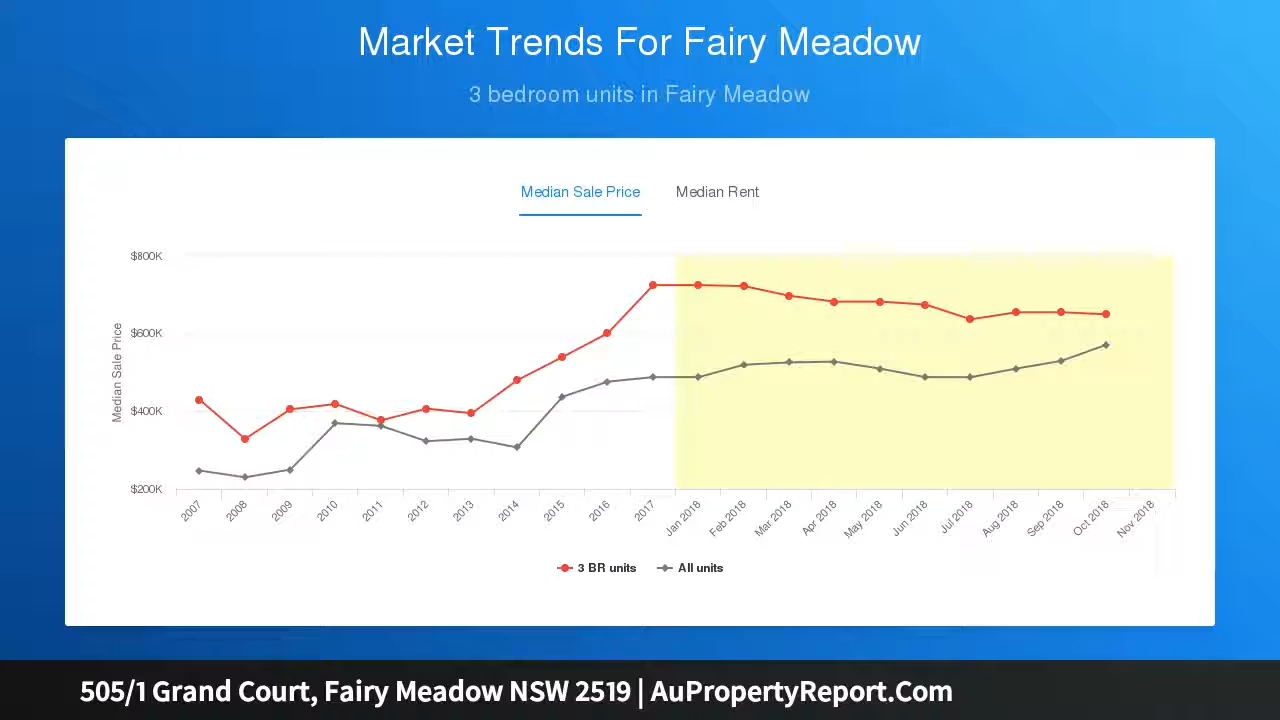 Market Trends For Fairy Meadow
3 bedroom units in Fairy Meadow
Median Sale Price Median Rent
$800K
$600K
$400K
$200K
Median Sale Price
2007 2008 2009 2010 2011 2012 2013 2014 2015 2016 2017 Jan 2018 Feb 2018 Mar 2018 Apr 2018 May 2018 Jun 2018 Jul 2018 Aug 2018 Sep 2018 Oct 2018 Nov 2018
3 BR units All units
505/1 Grand Court, Fairy Meadow NSW 2519 | AuPropertyReport.Com